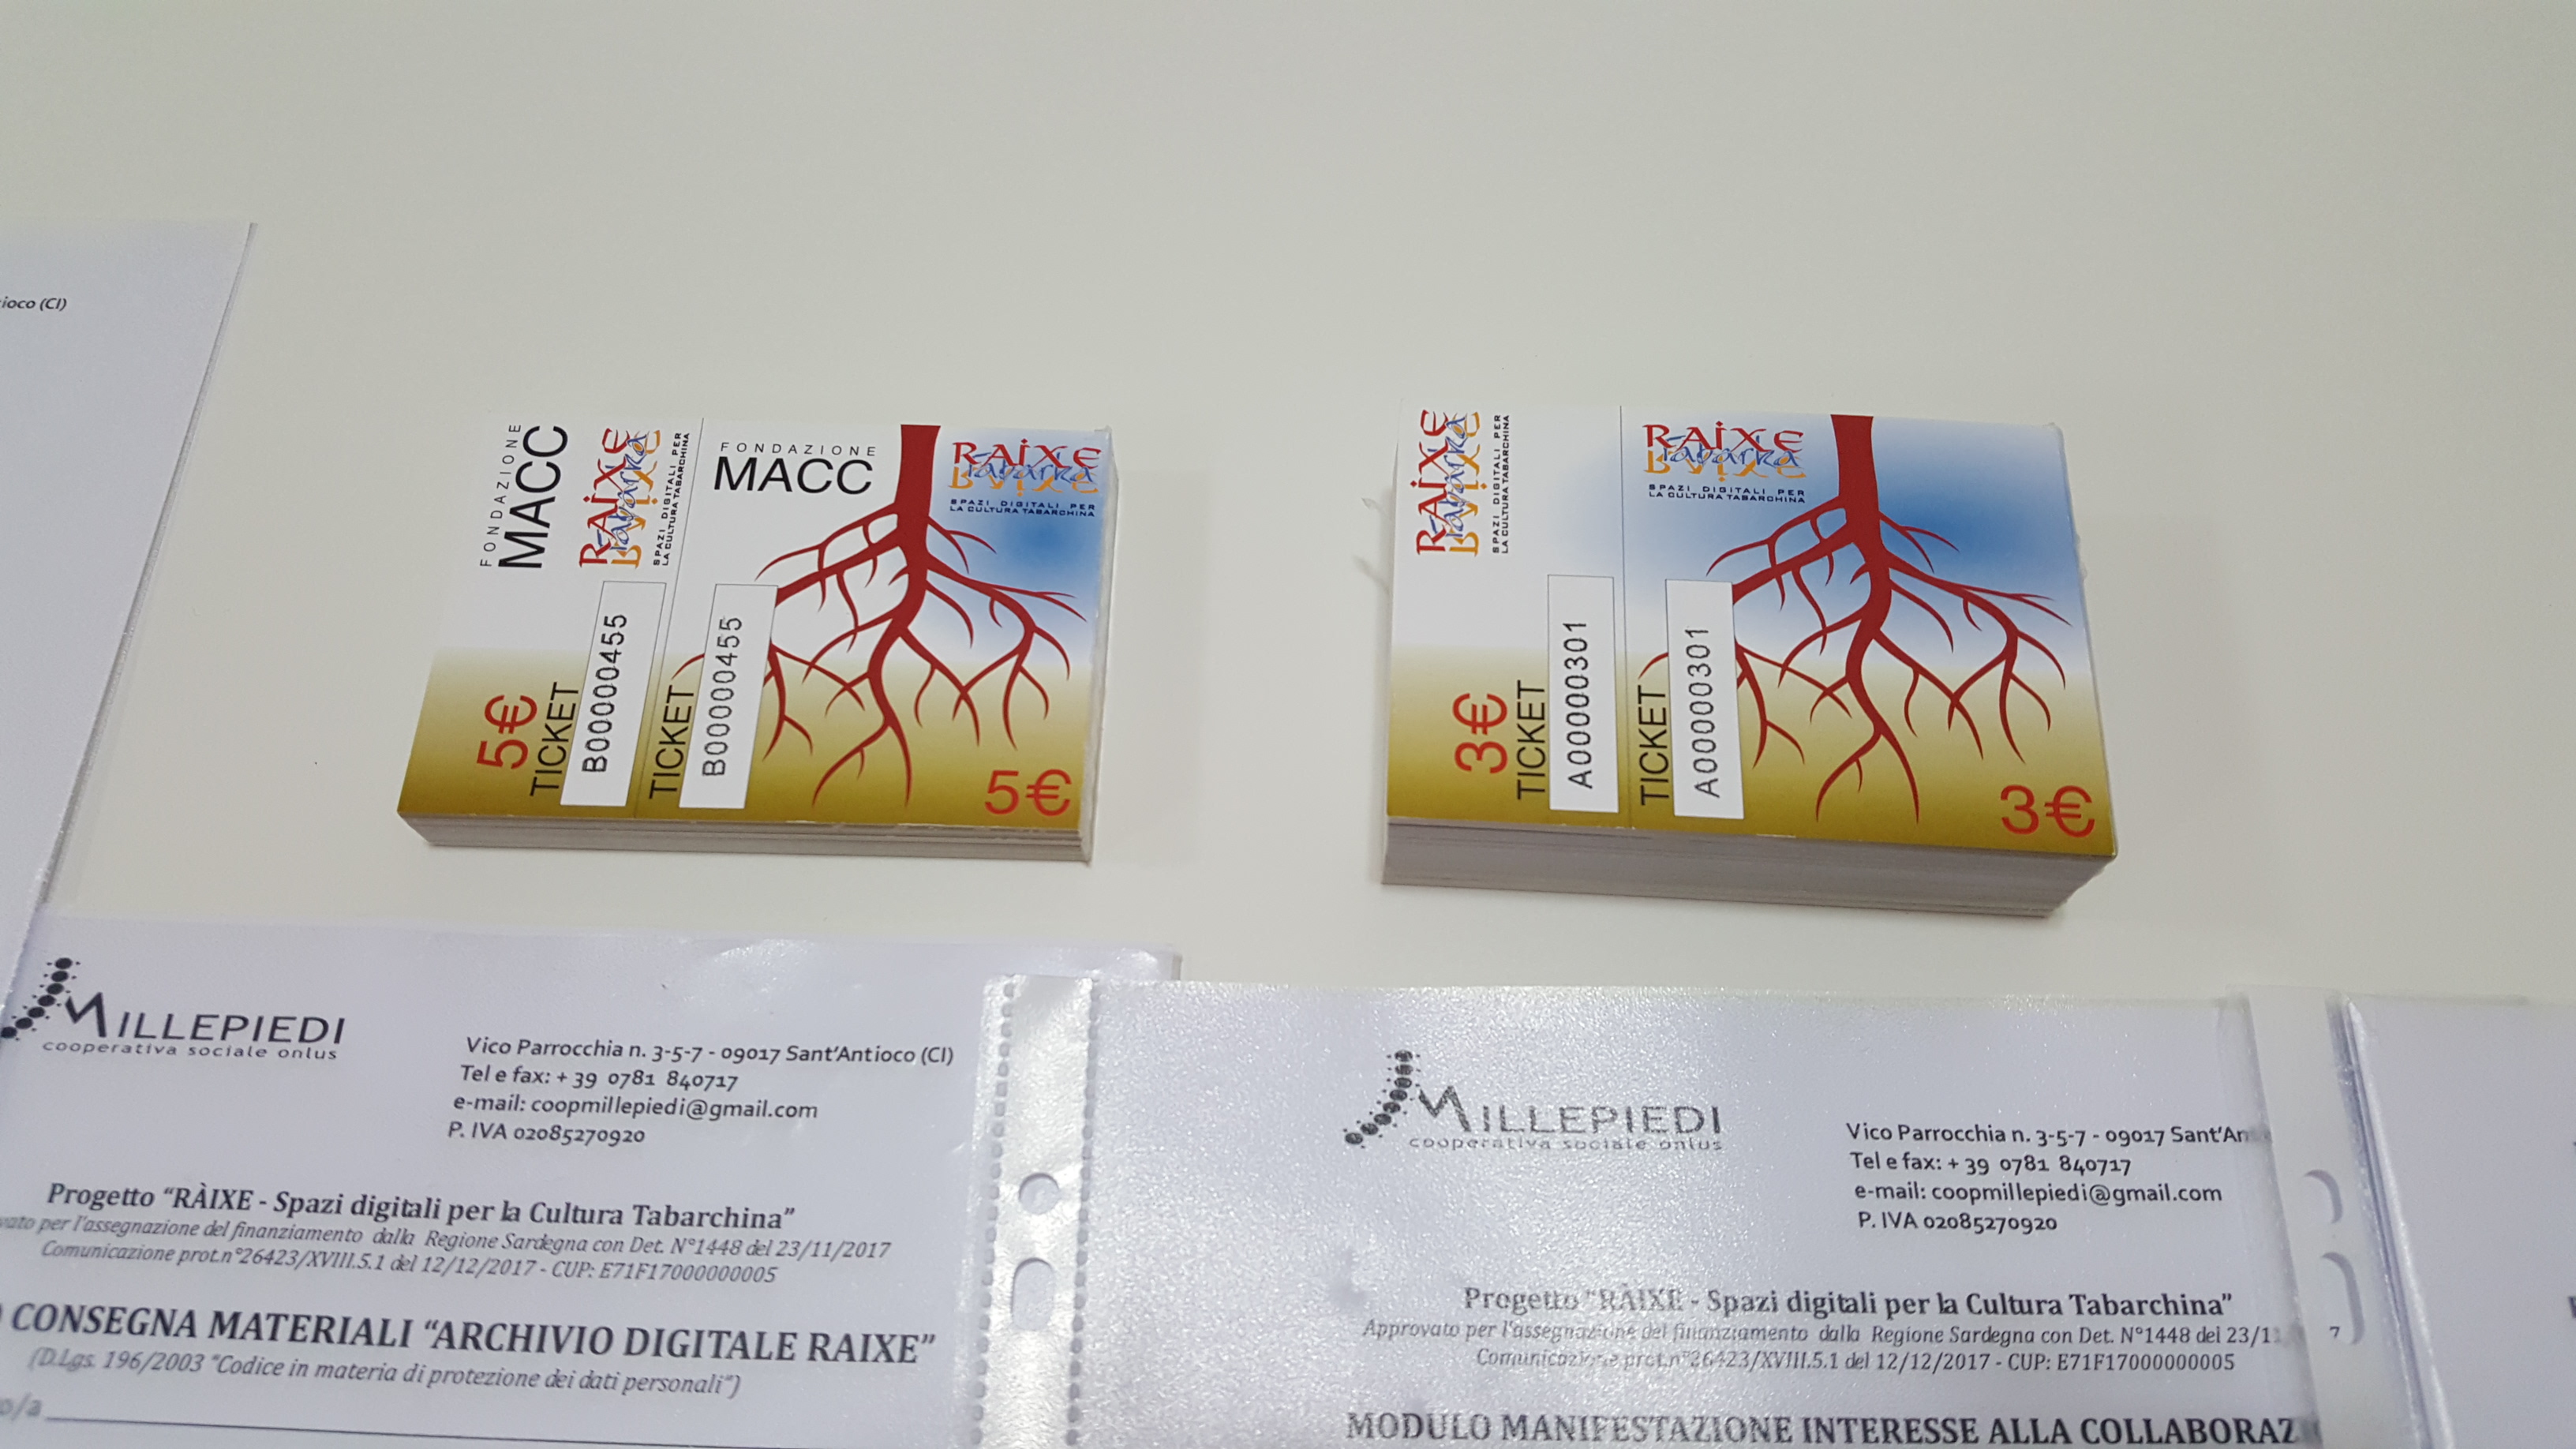 ioco (CI)
FONDAZIONE
MACC
RAiXE
Tabarka
SPAZI DIGITALI PER
LA CULTURA TABARCHINA
5€
TICKET
B00000455
FONDAZIONE
MACC
RAiXE
Tabarka
SPAZI DIGITALI PER
LA CULTURA TABARCHINA
TICKET
B00000455
5€
RAiXE
Tabarka
SPAZI DIGITALI PER
LA CULTURA TABARCHINA
3€
TICKET
A00000301
RAiXE
Tabarka
SPAZI DIGITALI PER
LA CULTURA TABARCHINA
TICKET
A00000301
3€
MILLEPIEDI
cooperativa sociale onlus
Vico Parrocchia n. 3-5-7 - 09017 Sant'Antioco (CI)
Tel e fax: + 39 0781 840717
e-mail: coopmillepiedi@gmail.com
P. IVA 02085270920
Progetto “RÀIXE - Spazi digitali per la Cultura Tabarchina”
vato per l'assegnazione del finanziamento dalla Regione Sardegna con Det. N°1448 del 23/11/2017
Comunicazione prot.n°26423/XVIII.5.1 del 12/12/2017 - CUP: E71F17000000005
CONSEGNA MATERIALI “ARCHIVIO DIGITALE RAIXE”
(D.Lgs. 196/2003 “Codice in materia di protezione dei dati personali”)
o/a
MILLEPIEDI
cooperativa sociale onlus
Vico Parrocchia n. 3-5-7 - 09017 Sant'An
Tel e fax: + 39 0781 840717
e-mail: coopmillepiedi@gmail.com
P. IVA 02085270920
Progetto “RÀIXE - Spazi digitali per la Cultura Tabarchina”
Approvato per l'assegnazione del finanziamento dalla Regione Sardegna con Det. N°1448 del 23/11 7
Comunicazione prot.n°26423/XVIII.5.1 del 12/12/2017 - CUP: E71F17000000005
MODULO MANIFESTAZIONE INTERESSE ALLA COLLABORAZ